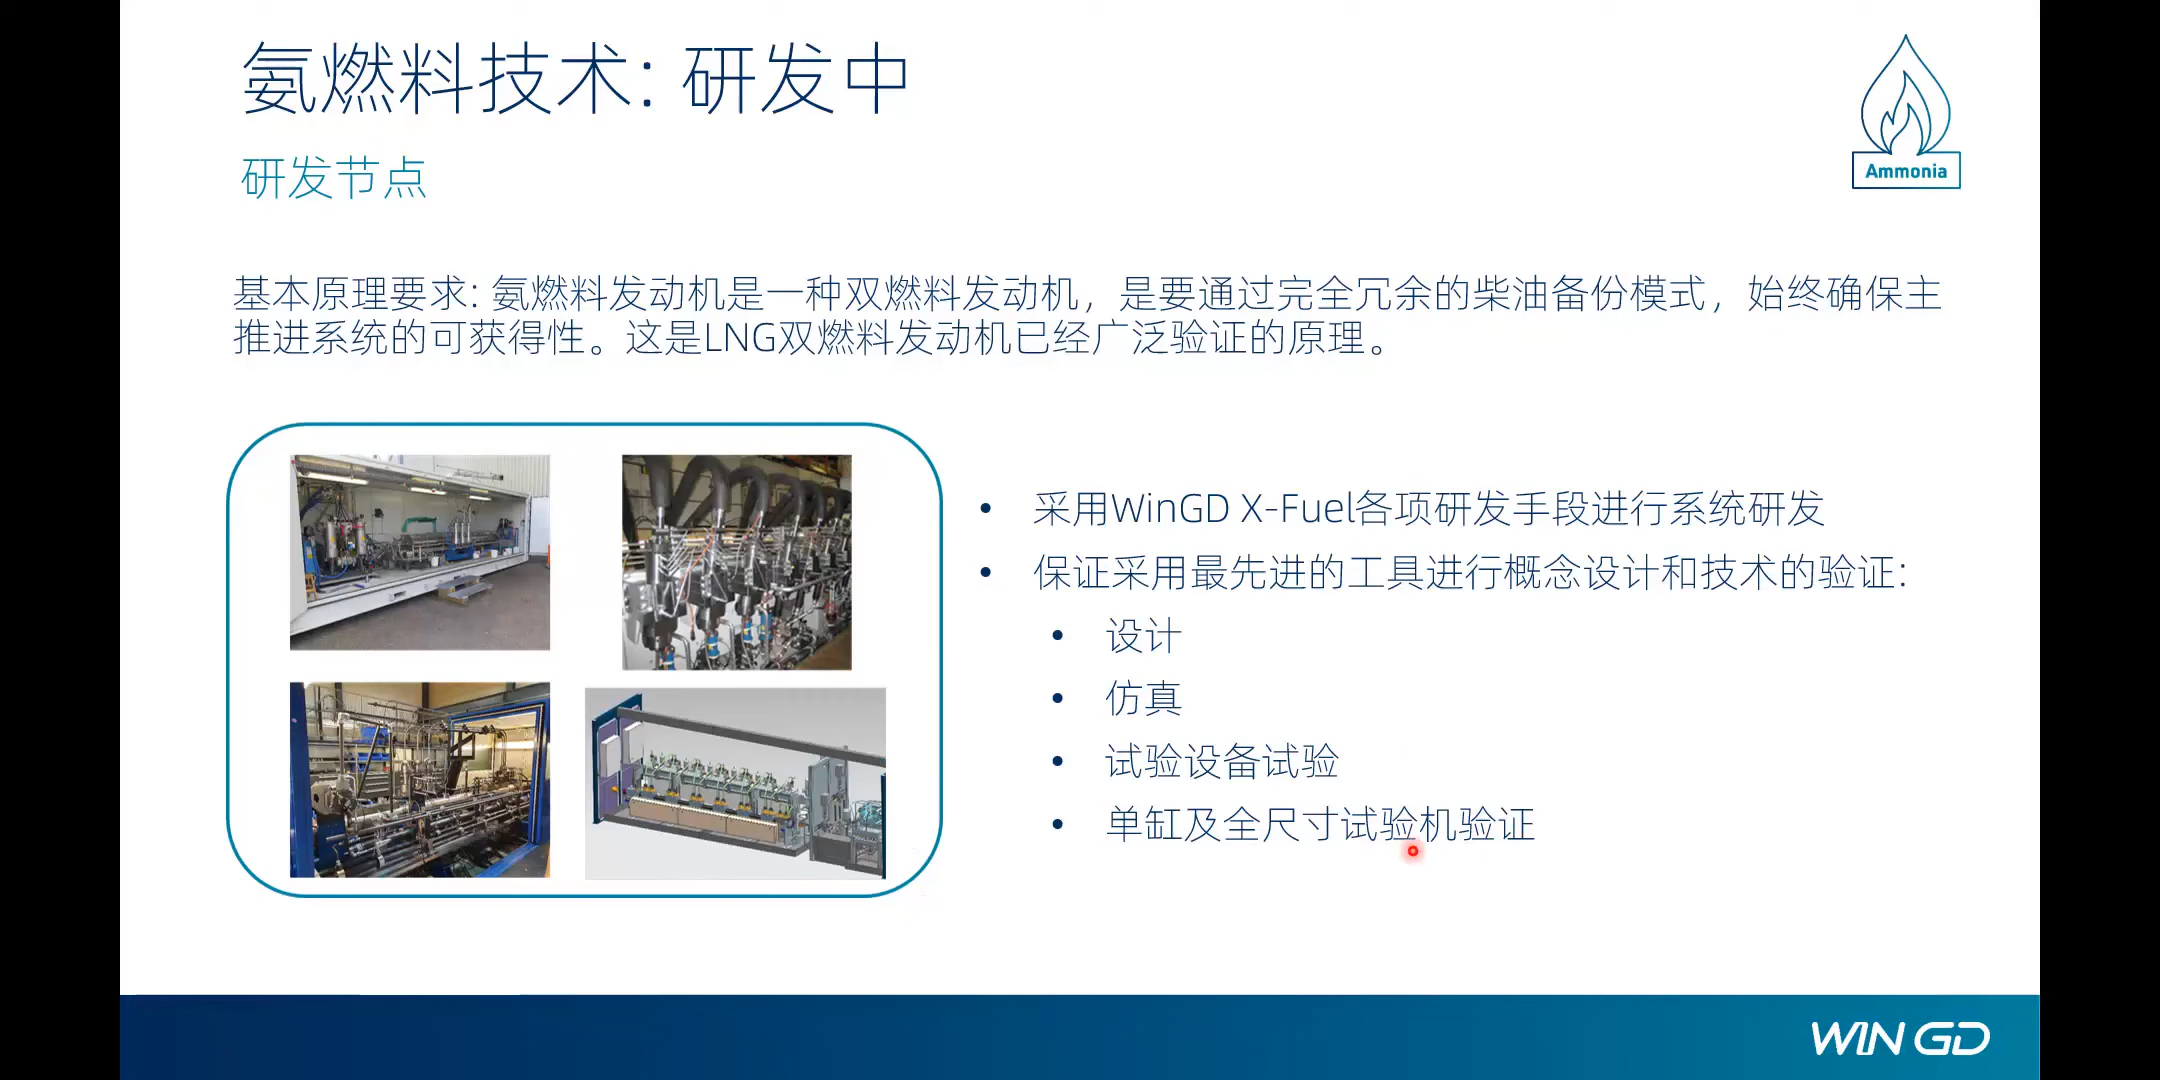 氨燃料技术: 研发中
研发节点
Ammonia
基本原理要求: 氨燃料发动机是一种双燃料发动机，是要通过完全冗余的柴油备份模式，始终确保主
推进系统的可获得性。这是LNG双燃料发动机已经广泛验证的原理。
• 采用WinGD X-Fuel各项研发手段进行系统研发
• 保证采用最先进的工具进行概念设计和技术的验证:
• 设计
• 仿真
• 试验设备试验
• 单缸及全尺寸试验机验证
WIN GD